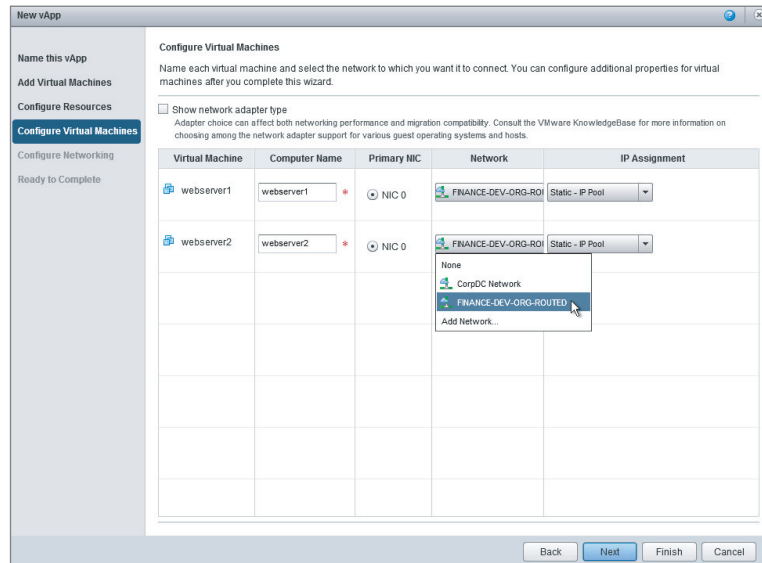 New vApp
Name this vApp
Add Virtual Machines
Configure Resources
Configure Virtual Machines
Configure Networking
Ready to Complete
Configure Virtual Machines
Name each virtual machine and select the network to which you want it to connect. You can configure additional properties for virtual
machines after you complete this wizard.
Show network adapter type
Adapter choice can affect both networking performance and migration compatibility. Consult the VMware KnowledgeBase for more information on
choosing among the network adapter support for various guest operating systems and hosts.
Virtual Machine Computer Name Primary NIC Network IP Assignment
webserver1 webserver1 * NIC 0 FINANCE-DEV-ORG-ROU Static - IP Pool
webserver2 webserver2 * NIC 0 FINANCE-DEV-ORG-ROU Static - IP Pool
None
CorpDC Network
FINANCE-DEV-ORG-ROUTED
Add Network...
Back Next Finish Cancel